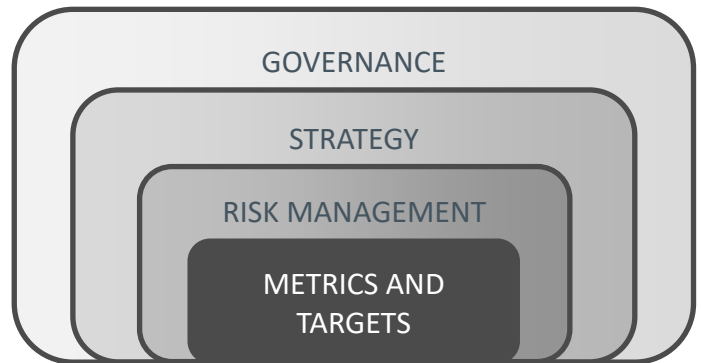 GOVERNANCE
STRATEGY
RISK MANAGEMENT
METRICS AND
TARGETS